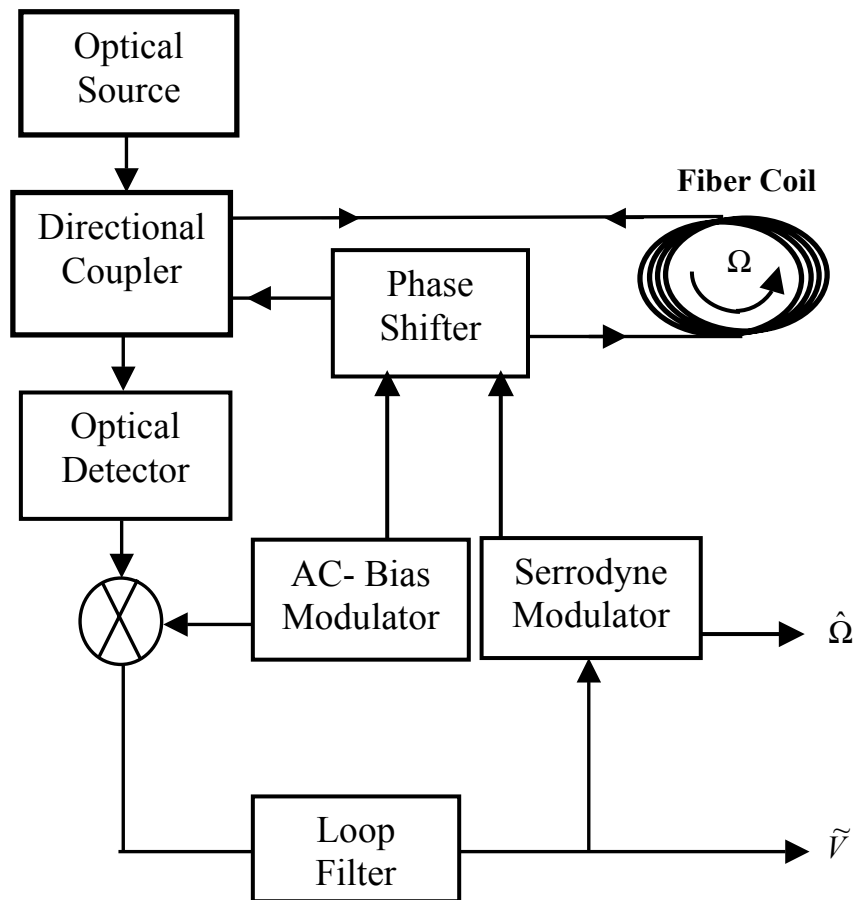 Optical
Source
Fiber Coil
Directional
Coupler
Ω
Phase
Shifter
Optical
Detector
AC- Bias
Modulator
Serrodyne
Modulator
Ω̂
Loop
Filter
Ṽ